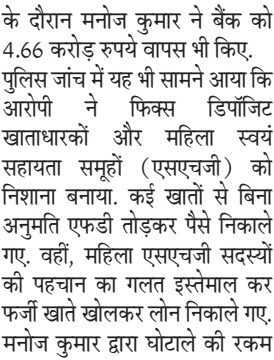 के दौरान मनोज कुमार ने बैंक को
4.66 करोड़ रुपये वापस भी किए.
पुलिस जांच में यह भी सामने आया कि
आरोपी ने फिक्स डिपॉजिट
खाताधारकों और महिला स्वयं
सहायता समूहों (एसएचजी) को
निशाना बनाया. कई खातों से बिना
अनुमति एफडी तोड़कर पैसे निकाले
गए. वहीं, महिला एसएचजी सदस्यों
की पहचान का गलत इस्तेमाल कर
फर्जी खाते खोलकर लोन निकाले गए.
मनोज कुमार द्वारा घोटाले की रकम